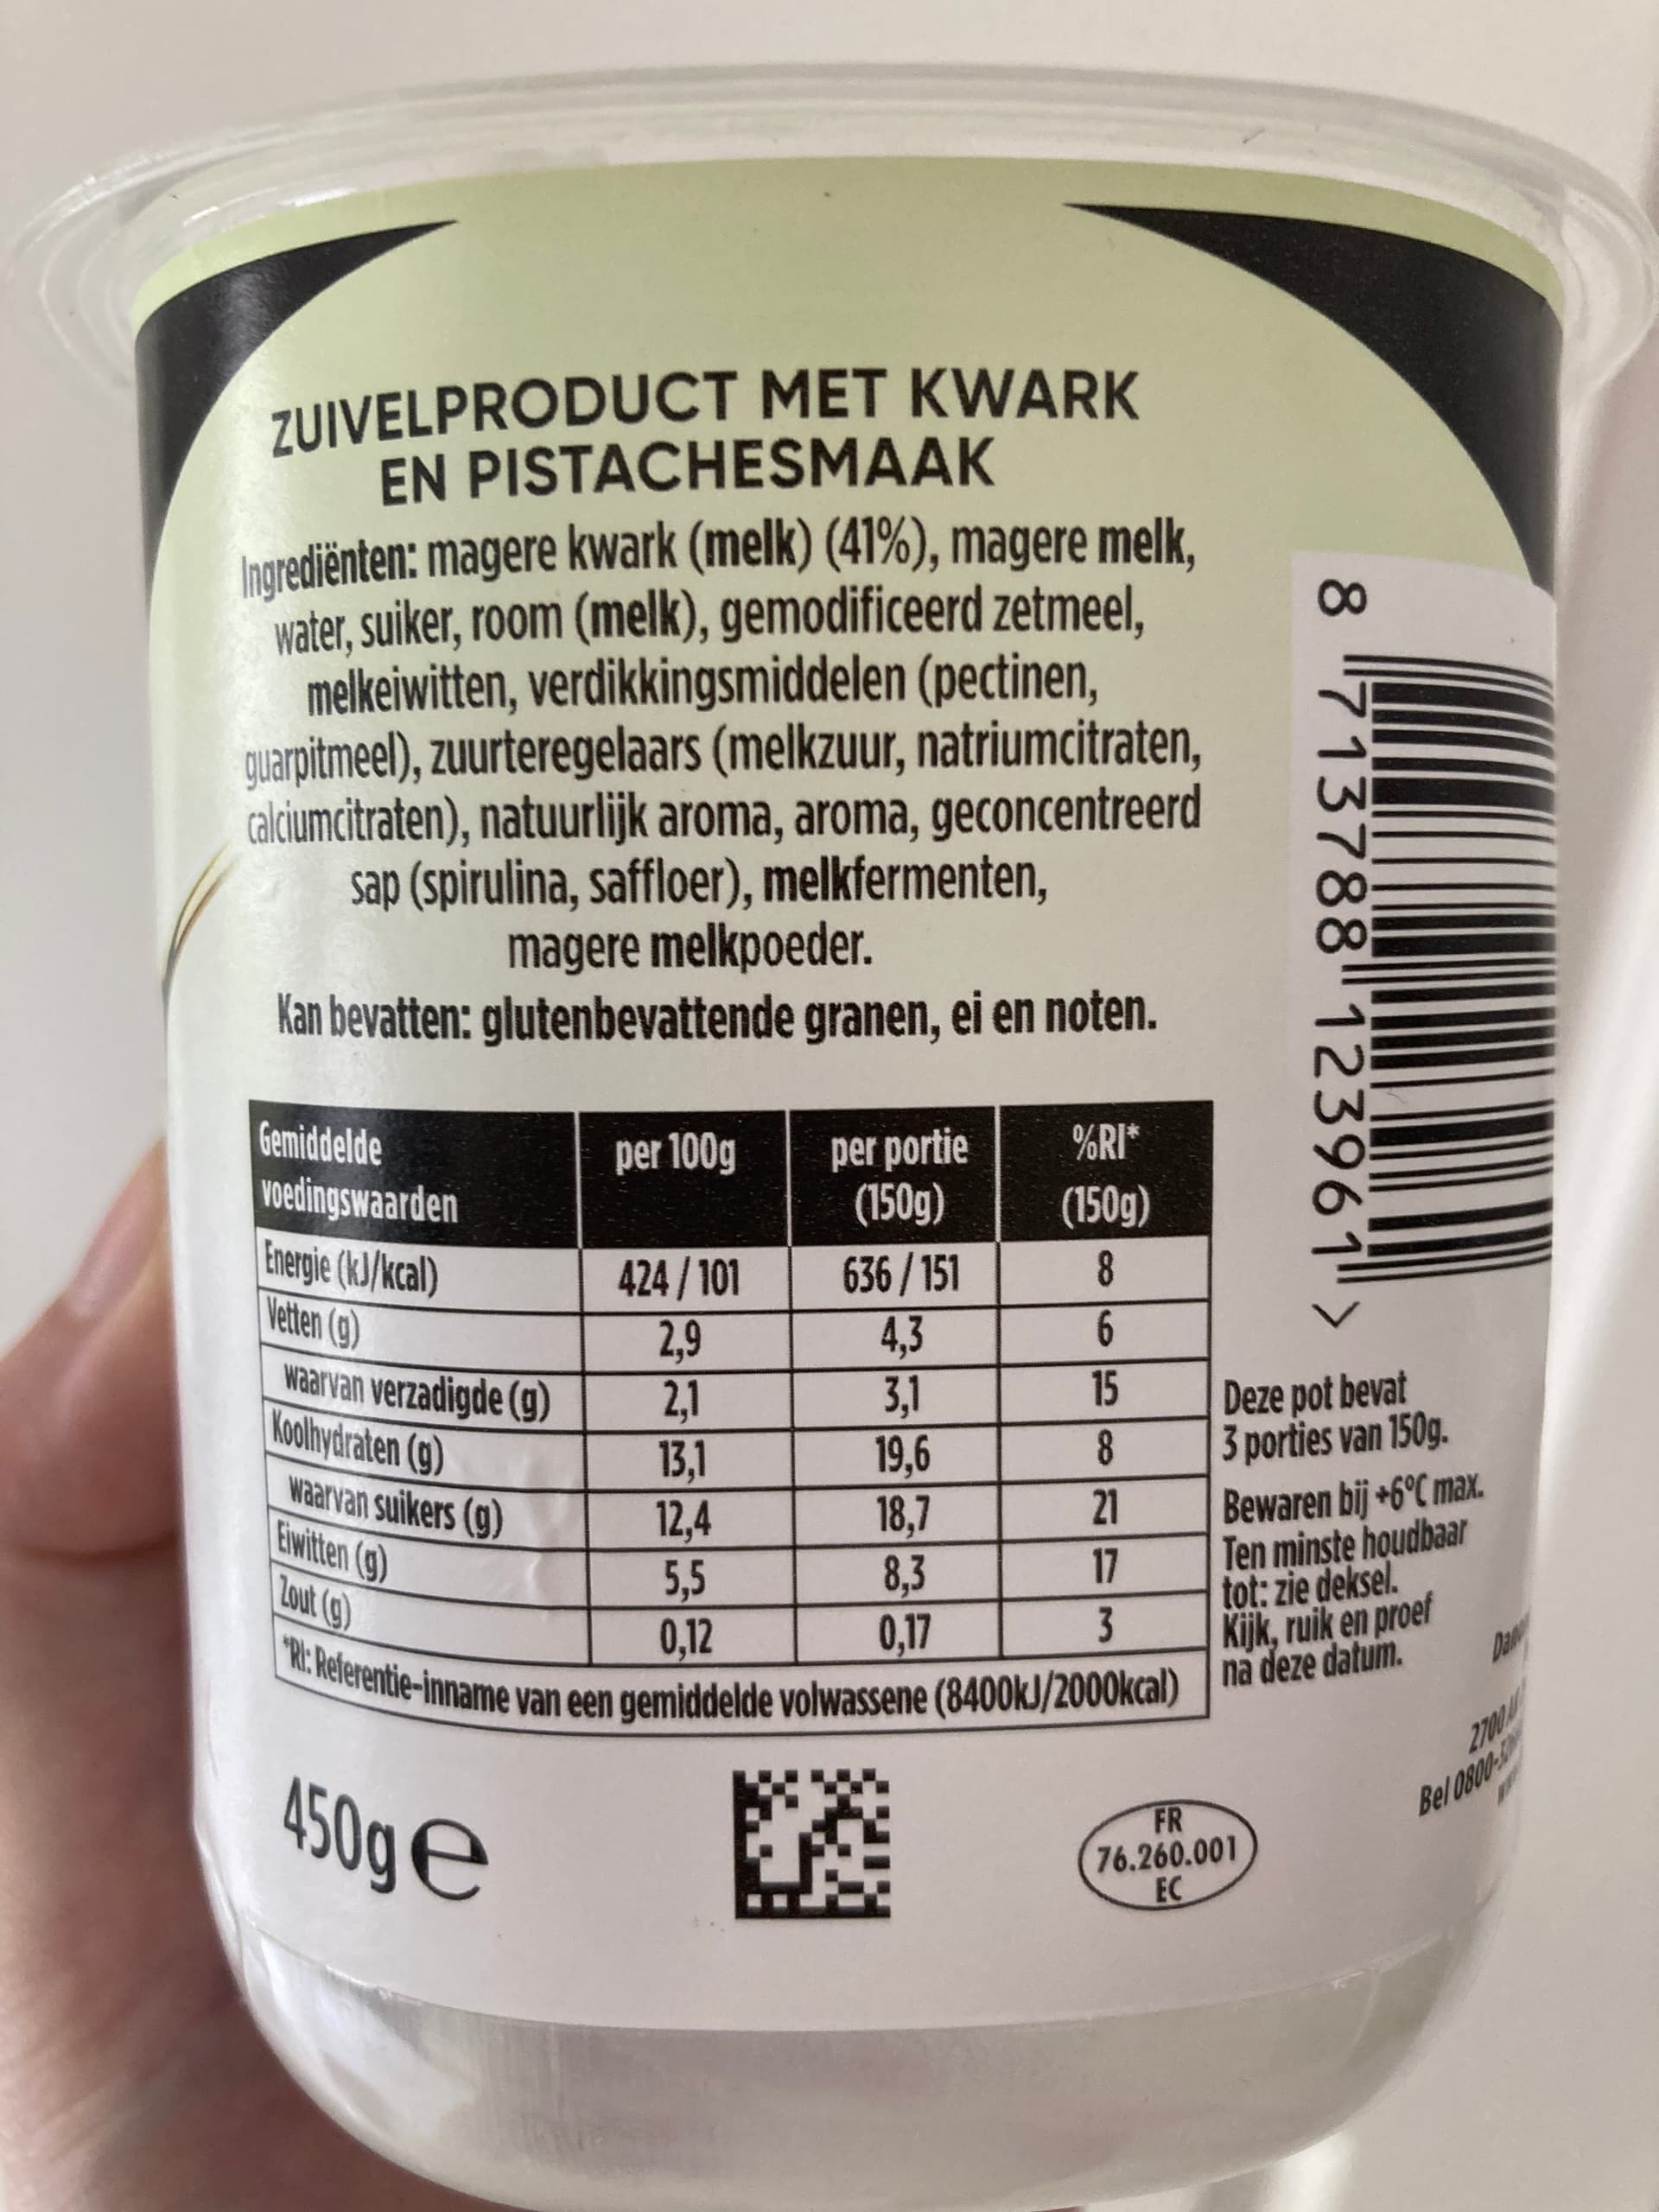 ZUIVELPRODUCT MET KWARK
EN PISTACHESMAAK
Ingrediënten: magere kwark (melk) (41%), magere melk,
water, suiker, room (melk), gemodificeerd zetmeel,
melkeiwitten, verdikkingsmiddelen (pectinen,
guarpitmeel), zuurteregelaars (melkzuur, natriumcitraten,
calciumcitraten), natuurlijk aroma, aroma, geconcentreerd
sap (spirulina, saffloer), melkfermenten,
magere melkpoeder.
Kan bevatten: glutenbevattende granen, ei en noten.
8 713788 123961 >
Gemiddelde voedingswaarden per 100g per portie (150g) %RI* (150g)
Energie (kJ/kcal) 424 / 101 636 / 151 8
Vetten (g) 2,9 4,3 6
waarvan verzadigde (g) 2,1 3,1 15
Koolhydraten (g) 13,1 19,6 8
waarvan suikers (g) 12,4 18,7 21
Eiwitten (g) 5,5 8,3 17
Zout (g) 0,12 0,17 3
*RI: Referentie-inname van een gemiddelde volwassene (8400kJ/2000kcal)
Deze pot bevat
3 porties van 150g.
Bewaren bij +6°C max.
Ten minste houdbaar
tot: zie deksel.
Kijk, ruik en proef
na deze datum.
2700
Bel 0800-
450g e
FR
76.260.001
EC